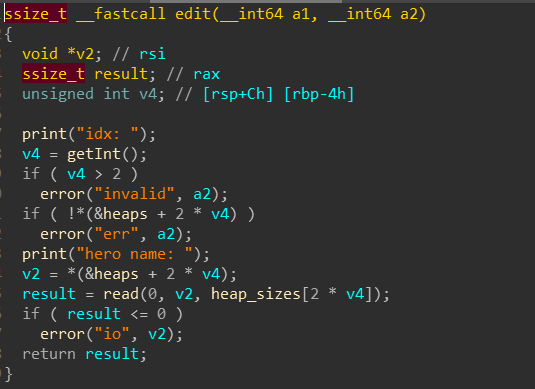 ssize_t __fastcall edit(__int64 a1, __int64 a2)
{
  void *v2; // rsi
  ssize_t result; // rax
  unsigned int v4; // [rsp+Ch] [rbp-4h]

  print("idx: ");
  v4 = getInt();
  if ( v4 > 2 )
    error("invalid", a2);
  if ( !*(&heaps + 2 * v4) )
    error("err", a2);
  print("hero name: ");
  v2 = *(&heaps + 2 * v4);
  result = read(0, v2, heap_sizes[2 * v4]);
  if ( result <= 0 )
    error("io", v2);
  return result;
}